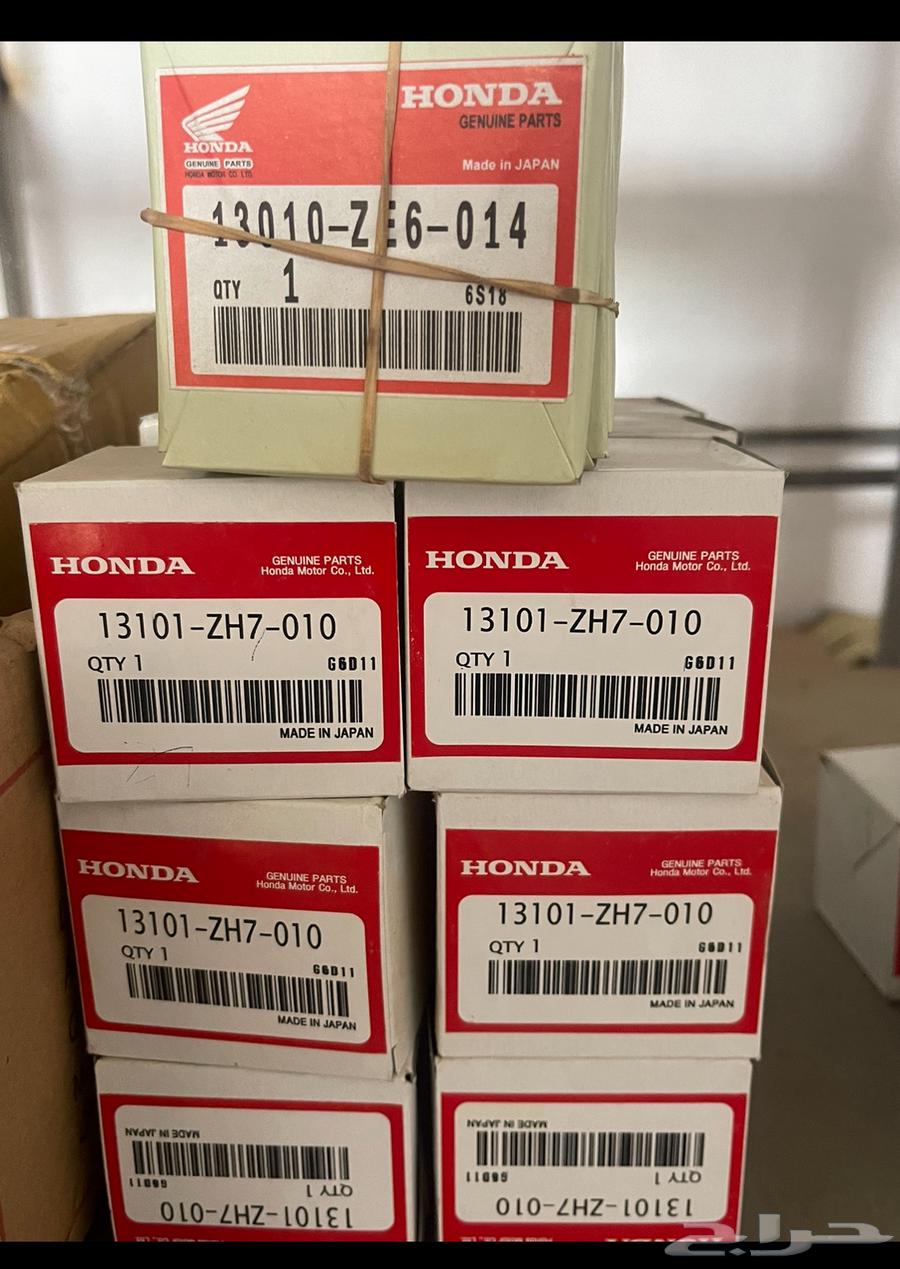 HONDA
GENUINE PARTS
HONDA
GENUINE PARTS
HONDA MOTOR CO LTD.
Made in JAPAN
13010-ZE6-014
QTY 1
6S18
HONDA
GENUINE PARTS
Honda Motor Co., Ltd.
13101-ZH7-010
QTY 1
G6D11
MADE IN JAPAN
HONDA
GENUINE PARTS
Honda Motor Co., Ltd.
13101-ZH7-010
QTY 1
G6D11
MADE IN JAPAN
HONDA
GENUINE PARTS
Honda Motor Co., Ltd.
13101-ZH7-010
QTY 1
G6D11
MADE IN JAPAN
HONDA
GENUINE PARTS
Honda Motor Co., Ltd.
13101-ZH7-010
QTY 1
G6D11
MADE IN JAPAN
13101-ZH7-010
QTY 1
G6D11
MADE IN JAPAN
HONDA
13101-ZH7-010
QTY 1
G6D11
MADE IN JAPAN
حراج